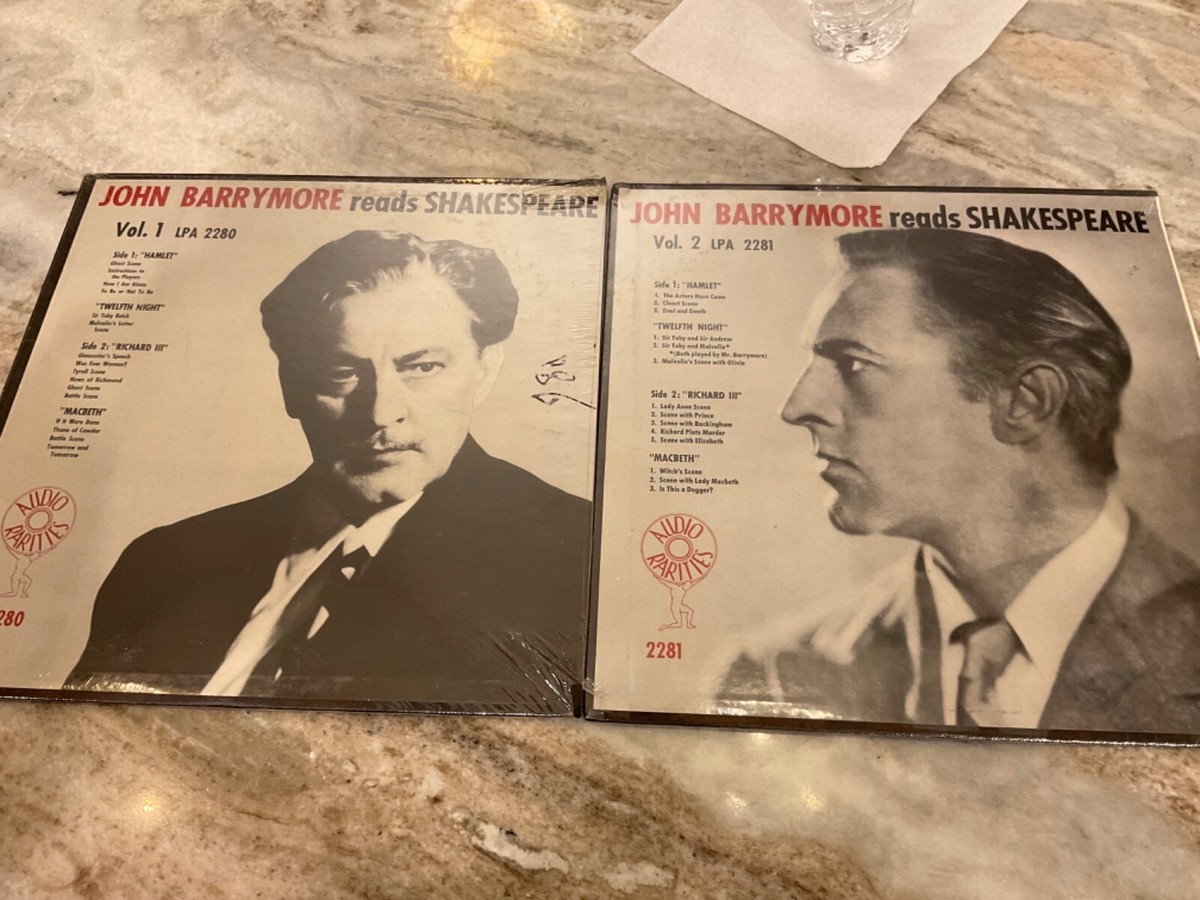 JOHN BARRYMORE reads SHAKESPEARE
Vol. 1 LPA 2280
Side 1: "HAMLET"
Ghost Scene
Instructions to
the Players
Now I Am Alone
To Be or Not To Be
"TWELFTH NIGHT"
Sir Toby Belch
Malvolio's Letter
Scene
Side 2: "RICHARD III"
Gloucester's Speech
Was Ever Woman?
Tyrell Scene
News of Richmond
Ghost Scene
Battle Scene
"MACBETH"
If It Were Done
Thane of Cawdor
Battle Scene
Tomorrow and
Tomorrow
AUDIO
RARITIES
280
JOHN BARRYMORE reads SHAKESPEARE
Vol. 2 LPA 2281
Side 1: "HAMLET"
1. The Actors Have Come
2. Closet Scene
3. Duel and Death
"TWELFTH NIGHT"
1. Sir Toby and Sir Andrew
2. Sir Toby and Malvolio*
*(Both played by Mr. Barrymore)
3. Malvolio's Scene with Olivia
Side 2: "RICHARD III"
1. Lady Anne Scene
2. Scene with Prince
3. Scene with Buckingham
4. Richard Plots Murder
5. Scene with Elizabeth
"MACBETH"
1. Witch's Scene
2. Scene with Lady Macbeth
3. Is This a Dagger?
AUDIO
RARITIES
2281